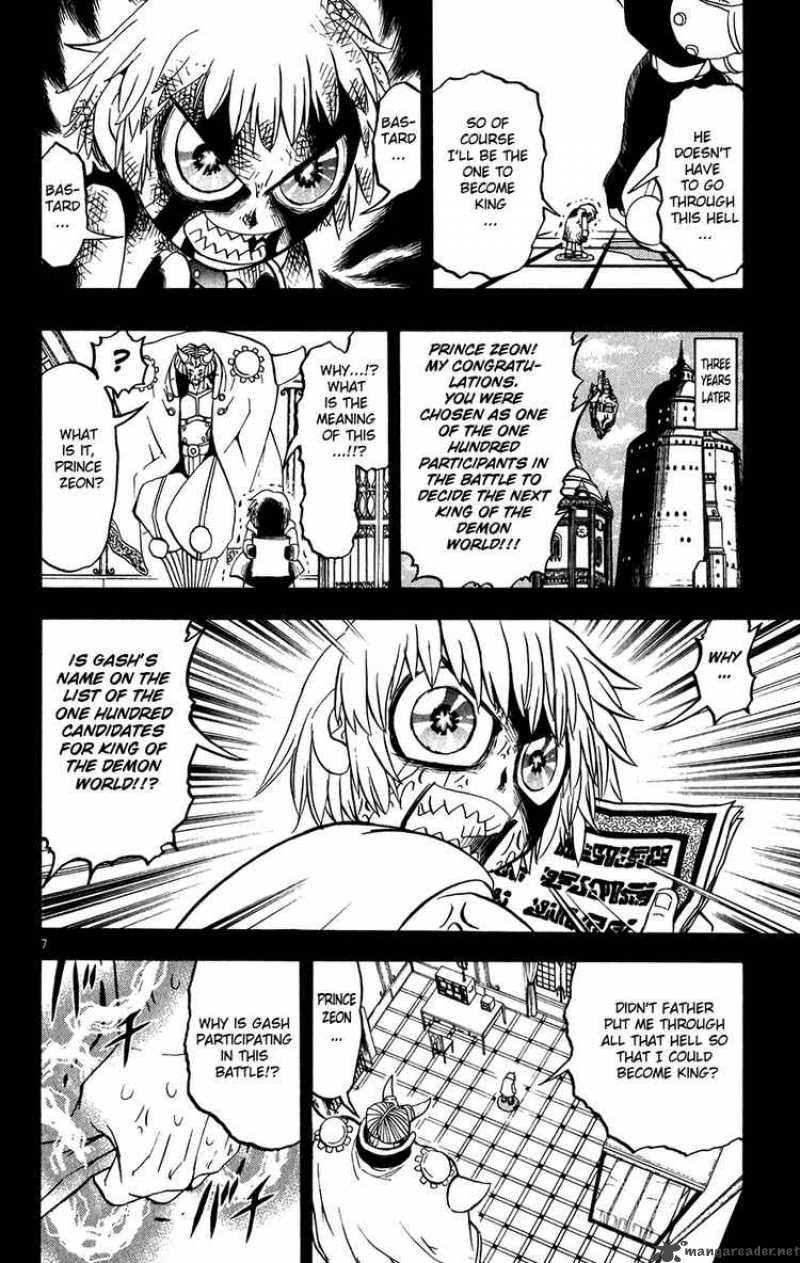 HE
DOESN'T
HAVE
TO GO
THROUGH
THIS HELL
...
SO OF
COURSE
I'LL BE
THE ONE
TO
BECOME
KING
...
BAS-
TARD
...
BAS-
TARD
...
THREE
YEARS
LATER
PRINCE ZEON!
MY CONGRATU-
LATIONS.
YOU WERE
CHOSEN AS ONE
OF THE ONE
HUNDRED
PARTICIPANTS IN
THE BATTLE TO
DECIDE THE NEXT
KING OF THE
DEMON
WORLD!!!
WHY...!?
WHAT
IS THE
MEANING
OF THIS
...!!?
?
WHAT
IS IT,
PRINCE
ZEON?
WHY
...
IS GASH'S
NAME ON THE
LIST OF THE
ONE HUNDRED
CANDIDATES
FOR KING OF
THE DEMON
WORLD!!?
7
DIDN'T FATHER
PUT ME THROUGH
ALL THAT HELL SO
THAT I COULD
BECOME KING?
PRINCE
ZEON
...
WHY IS GASH
PARTICIPATING
IN THIS
BATTLE!?
mangareader.net